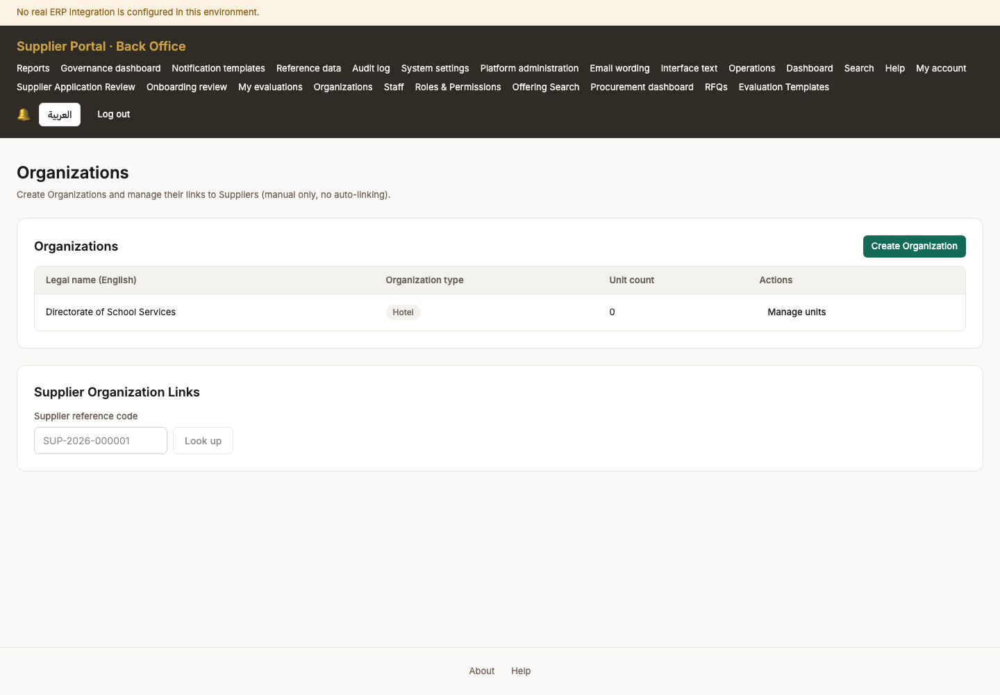 No real ERP integration is configured in this environment.
Supplier Portal · Back Office
Reports Governance dashboard Notification templates Reference data Audit log System settings Platform administration Email wording Interface text Operations Dashboard Search Help My account
Supplier Application Review Onboarding review My evaluations Organizations Staff Roles & Permissions Offering Search Procurement dashboard RFQs Evaluation Templates
العربية Log out
Organizations
Create Organizations and manage their links to Suppliers (manual only, no auto-linking).
Organizations Create Organization
Legal name (English) Organization type Unit count Actions
Directorate of School Services Hotel 0 Manage units
Supplier Organization Links
Supplier reference code
SUP-2026-000001 Look up
About Help